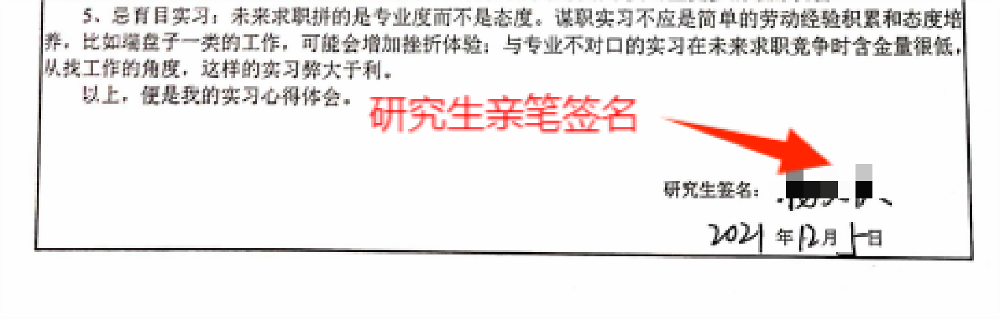 5、忌盲目实习：未来求职拼的是专业度而不是态度。谋职实习不应是简单的劳动经验积累和态度培
养，比如端盘子一类的工作，可能会增加挫折体验；与专业不对口的实习在未来求职竞争时含金量很低，
从找工作的角度，这样的实习弊大于利。
以上，便是我的实习心得体会。
研究生亲笔签名
研究生签名：
2021年12月 日